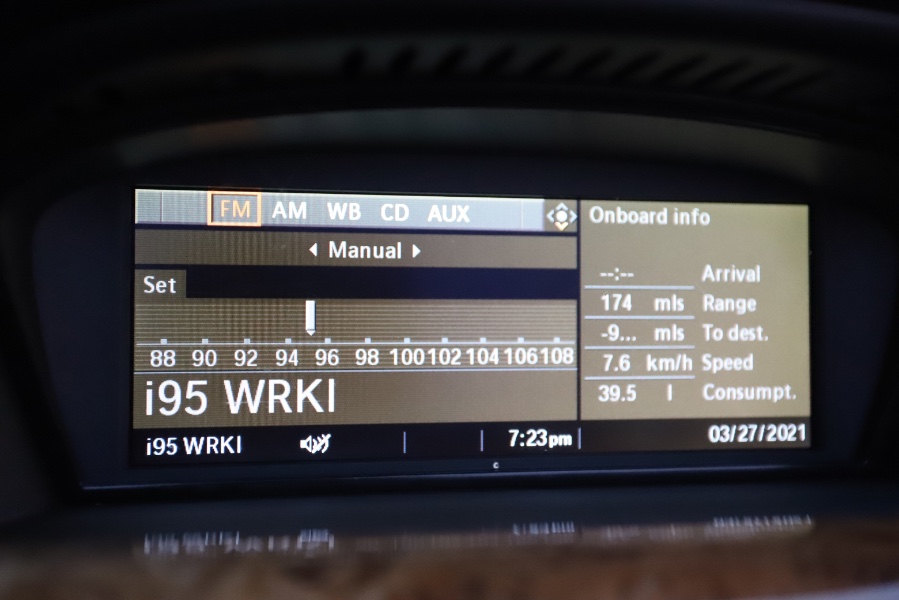 FM AM WB CD AUX
Manual
Set
88 90 92 94 96 98 100 102 104 106 108
i95 WRKI
i95 WRKI
7:23pm
Onboard info
--:-- Arrival
174 mls Range
-9... mls To dest.
7.6 km/h Speed
39.5 l Consumpt.
03/27/2021